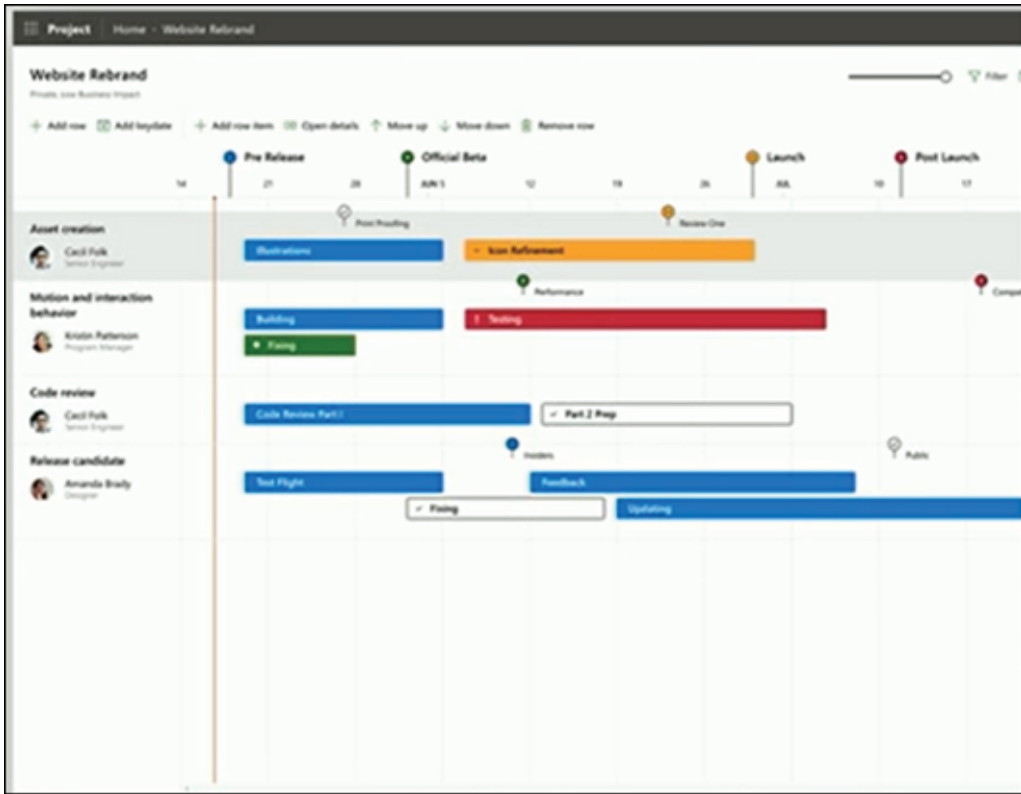 Project Home Website Rebrand
Website Rebrand
Filter
Add row Add keydate Add row item Open details Move up Move down Remove row
Pre Release Official Beta Launch Post Launch
14 21 28 JUN 5 12 19 26 JUL 10 17
Asset creation
Print Proofing Review One
Cecil Folk
Senior Engineer
Illustrations Icon Refinement
Motion and interaction
behavior
Performance
Kristin Patterson
Program Manager
Building ! Testing
Fixing
Code review
Cecil Folk
Senior Engineer
Code Review Part I Part 2 Prep
Release candidate
Insiders Public
Amanda Brady
Designer
Test Flight Feedback
Fixing Updating